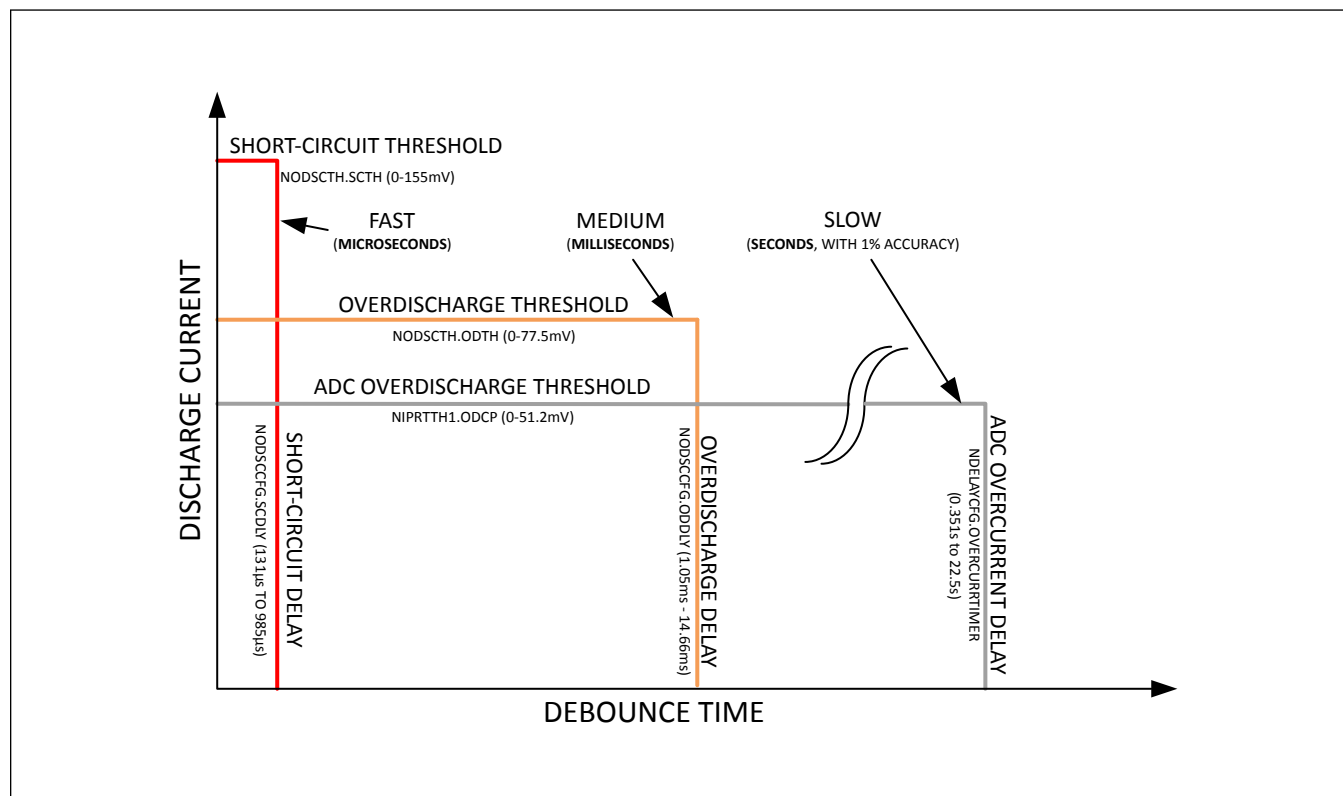 SHORT-CIRCUIT THRESHOLD
NODSCTH.SCTH (0-155mV)
FAST
(MICROSECONDS)
MEDIUM
(MILLISECONDS)
SLOW
(SECONDS, WITH 1% ACCURACY)
OVERDISCHARGE THRESHOLD
NODSCTH.ODTH (0-77.5mV)
ADC OVERDISCHARGE THRESHOLD
NIPRTTH1.ODCP (0-51.2mV)
DISCHARGE CURRENT
NODSCCFG.SCDLY (131µs TO 985µs)
SHORT-CIRCUIT DELAY
NODSCCFG.ODDLY (1.05ms - 14.66ms)
OVERDISCHARGE DELAY
ADC OVERCURRENT DELAY
NDELAYCFG.OVERCURRTIMER
(0.351s to 22.5s)
DEBOUNCE TIME